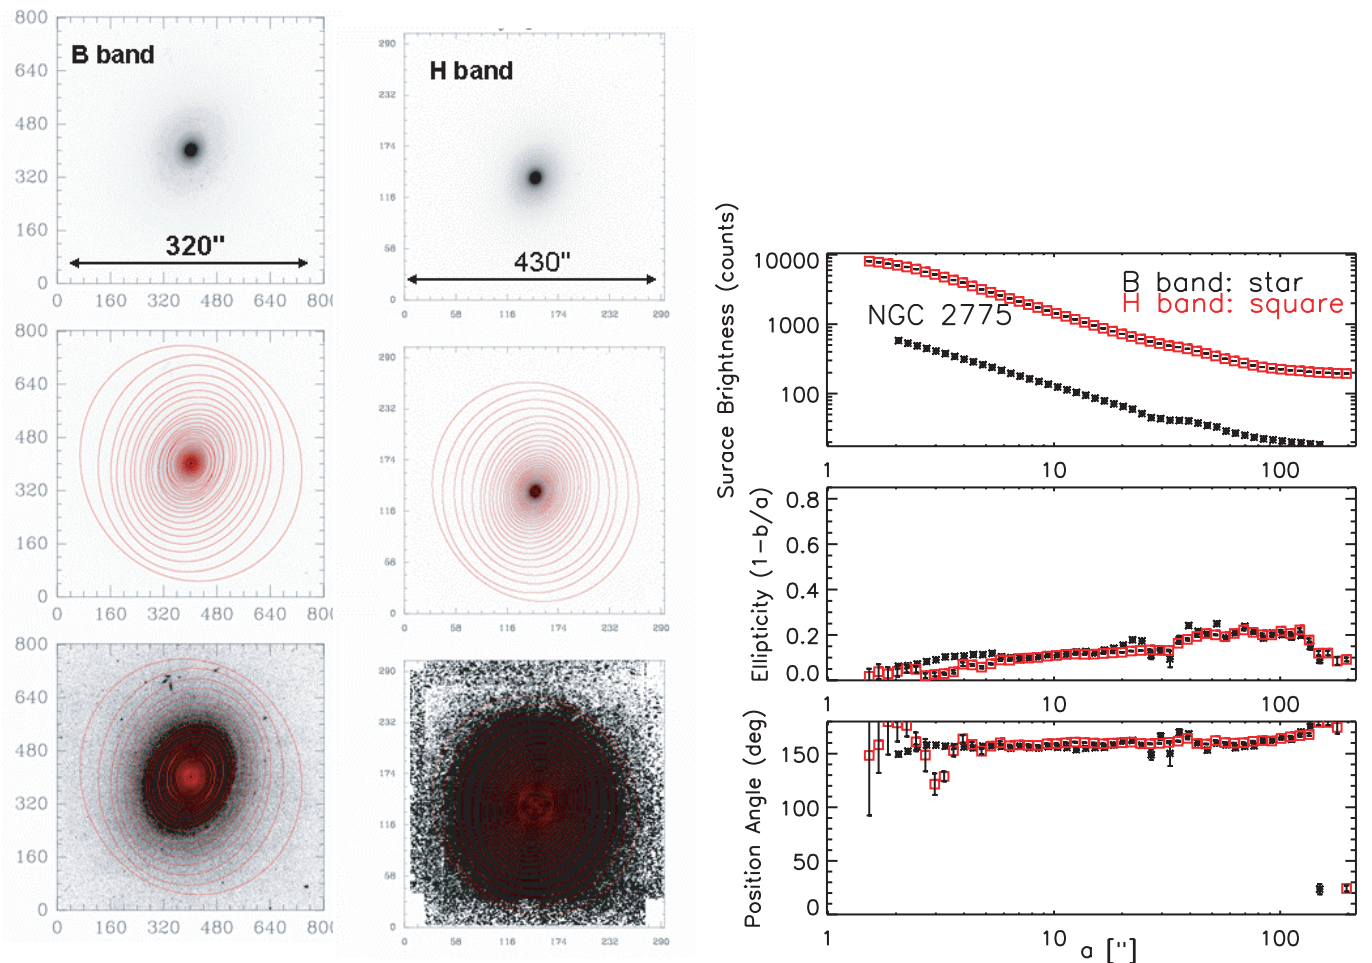 800
640
480
320
160
0
B band
320"
0 160 320 480 640 800
290
232
174
116
58
0
H band
430"
0 58 116 174 232 290
800
640
480
320
160
0
0 160 320 480 640 80
290
232
174
116
58
0
0 58 116 174 232 290
800
640
480
320
160
0
0 160 320 480 640 80
290
232
174
116
58
0
0 58 116 174 232 290
Surace Brightness (counts)
10000
1000
100
B band: star
H band: square
NGC 2775
1 10 100
Ellipticity (1-b/a)
0.8
0.6
0.4
0.2
0.0
1 10 100
Position Angle (deg)
150
100
50
0
1 10 100
a ["]